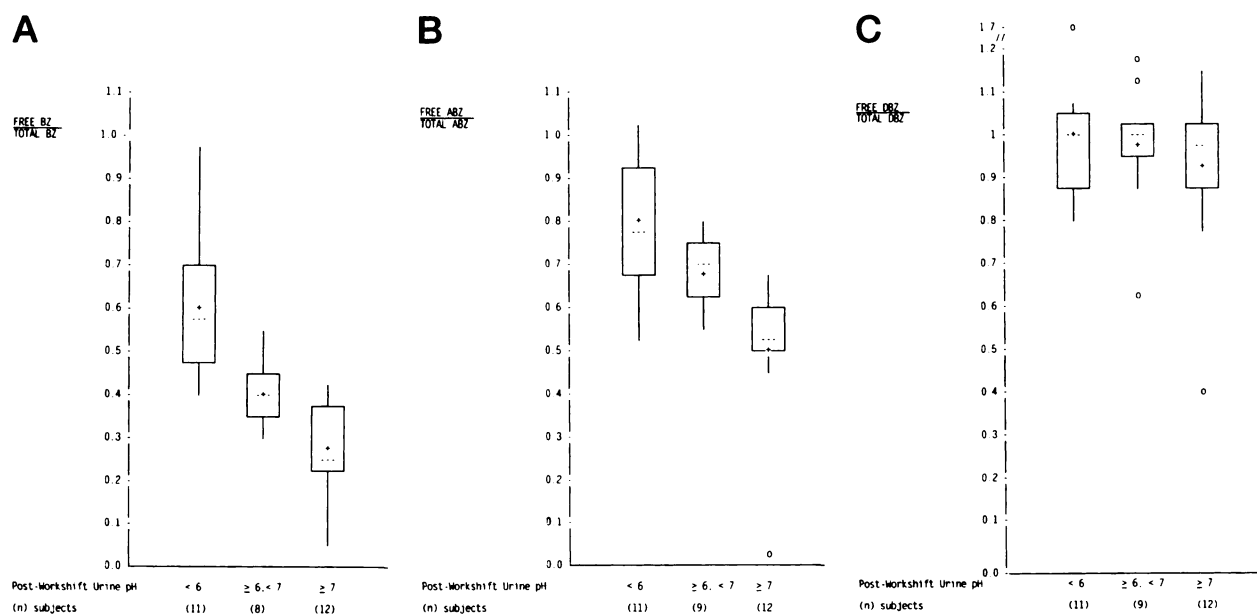 A
FREE BZ
TOTAL BZ
1.1
1.0
0.9
0.8
0.7
0.6
0.5
0.4
0.3
0.2
0.1
0.0
Post-Workshift Urine pH < 6 ≥ 6. < 7 ≥ 7
(n) subjects (11) (8) (12)
B
FREE ABZ
TOTAL ABZ
1.1
1.0
0.9
0.8
0.7
0.6
0.5
0.4
0.3
0.2
0.1
0.0
Post-Workshift Urine pH < 6 ≥ 6. < 7 ≥ 7
(n) subjects (11) (9) (12
C
FREE DBZ
TOTAL DBZ
1.7
//
1.2
1.1
1
0.9
0.8
0.7
0.6
0.5
0.4
0.3
0.2
0.1
0.0
Post-Workshift Urine pH < 6 ≥ 6. < 7 ≥ 7
(n) subjects (11) (9) (12)